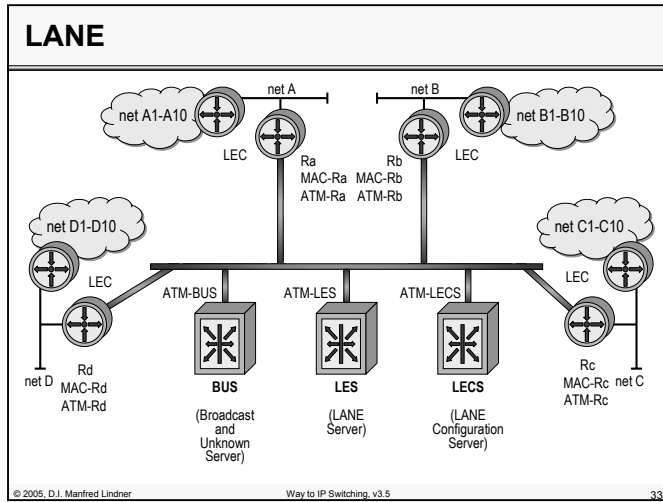 LANE
net A
net B
net A1-A10
net B1-B10
LEC
Ra
MAC-Ra
ATM-Ra
Rb
MAC-Rb
ATM-Rb
LEC
net D1-D10
net C1-C10
LEC
LEC
ATM-BUS
ATM-LES
ATM-LECS
net D
Rd
MAC-Rd
ATM-Rd
BUS
(Broadcast
and
Unknown
Server)
LES
(LANE
Server)
LECS
(LANE
Configuration
Server)
Rc
MAC-Rc
ATM-Rc
net C
© 2005, D.I. Manfred Lindner
Way to IP Switching, v3.5
33